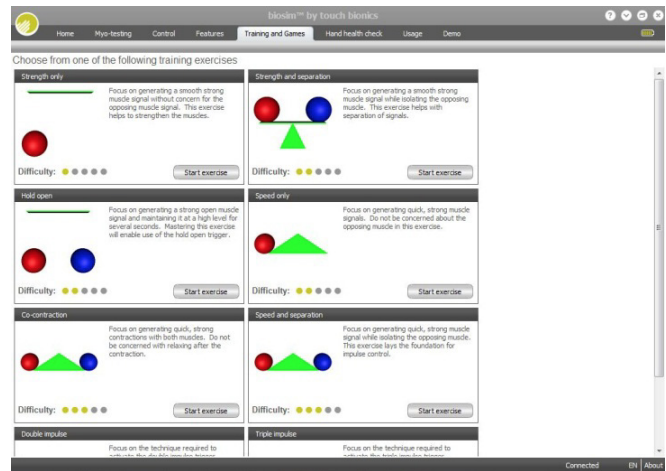 biosim™ by touch bionics
Home Myo-testing Control Features Training and Games Hand health check Usage Demo
Choose from one of the following training exercises
Strength only
Focus on generating a smooth strong
muscle signal without concern for the
opposing muscle signal. This exercise
helps to strengthen the muscles.
Difficulty:
Start exercise
Strength and separation
Focus on generating a smooth strong
muscle signal while isolating the opposing
muscle. This exercise helps with
separation of signals.
Difficulty:
Start exercise
Hold open
Focus on generating a strong open muscle
signal and maintaining it at a high level for
several seconds. Mastering this exercise
will enable use of the hold open trigger.
Difficulty:
Start exercise
Speed only
Focus on generating quick, strong muscle
signals. Do not be concerned about the
opposing muscle in this exercise.
Difficulty:
Start exercise
Co-contraction
Focus on generating quick, strong
contractions with both muscles. Do not
be concerned with relaxing after the
contraction.
Difficulty:
Start exercise
Speed and separation
Focus on generating quick, strong muscle
signal while isolating the opposing muscle.
This exercise lays the foundation for
impulse control.
Difficulty:
Start exercise
Double impulse
Focus on the technique required to
Triple impulse
Focus on the technique required to
Connected EN About